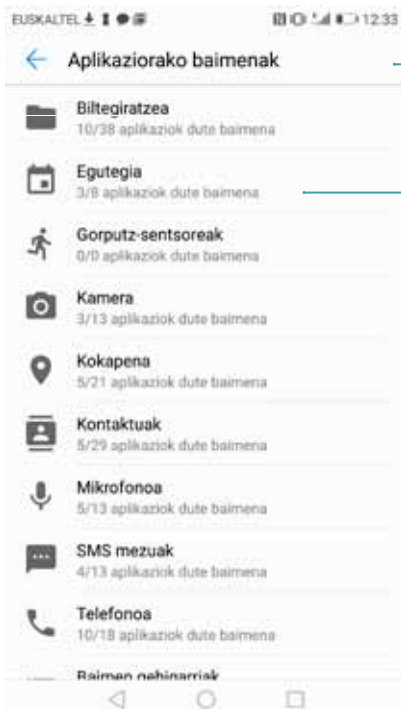 EUSKALTEL 12:33
Aplikaziorako baimenak
Biltegiratzea
10/38 aplikaziok dute baimena
Egutegia
3/8 aplikaziok dute baimena
Gorputz-sentsoreak
0/0 aplikaziok dute baimena
Kamera
3/13 aplikaziok dute baimena
Kokapena
5/21 aplikaziok dute baimena
Kontaktuak
5/29 aplikaziok dute baimena
Mikrofonoa
5/13 aplikaziok dute baimena
SMS mezuak
4/13 aplikaziok dute baimena
Telefonoa
10/18 aplikaziok dute baimena
Baimen gehigarriak